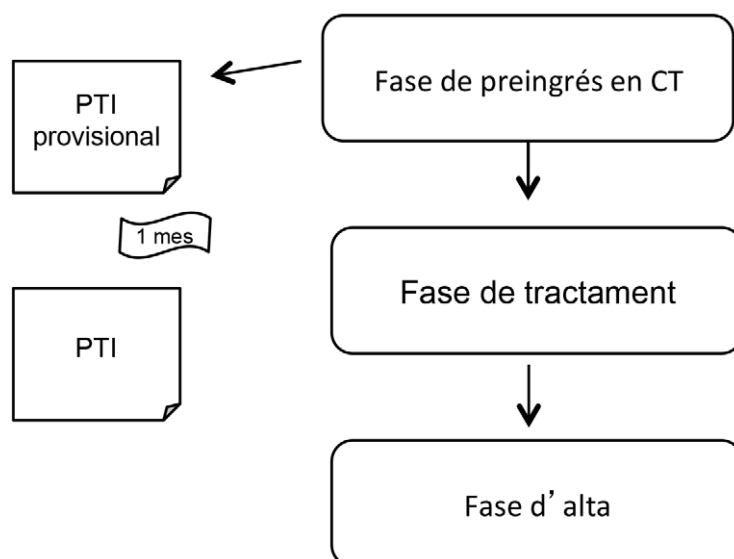 Fase de preingrés en CT
PTI
provisional
1 mes
Fase de tractament
PTI
Fase d' alta